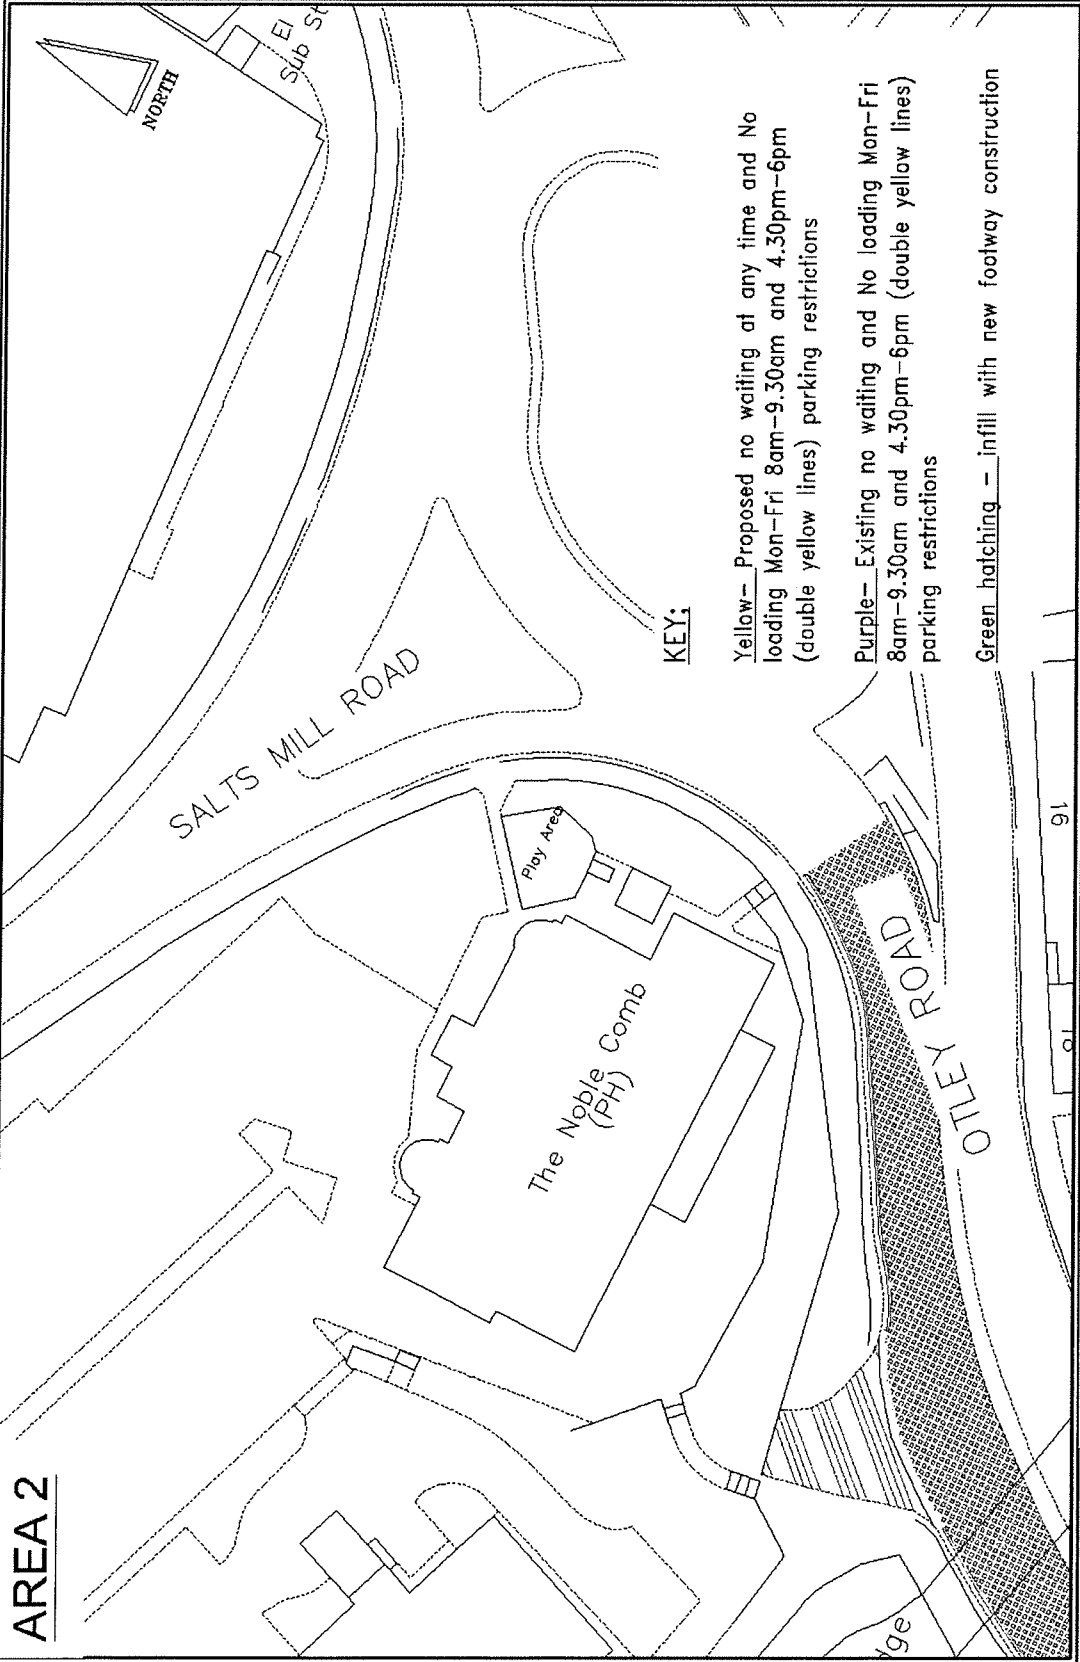 AREA 2
NORTH
El
Sub St
SALTS MILL ROAD
Play Area
The Noble Comb
(PH)
OTLEY ROAD
16
dge
KEY:
Yellow- Proposed no waiting at any time and No
loading Mon-Fri 8am-9.30am and 4.30pm-6pm
(double yellow lines) parking restrictions
Purple- Existing no waiting and No loading Mon-Fri
8am-9.30am and 4.30pm-6pm (double yellow lines)
parking restrictions
Green hatching - infill with new footway construction